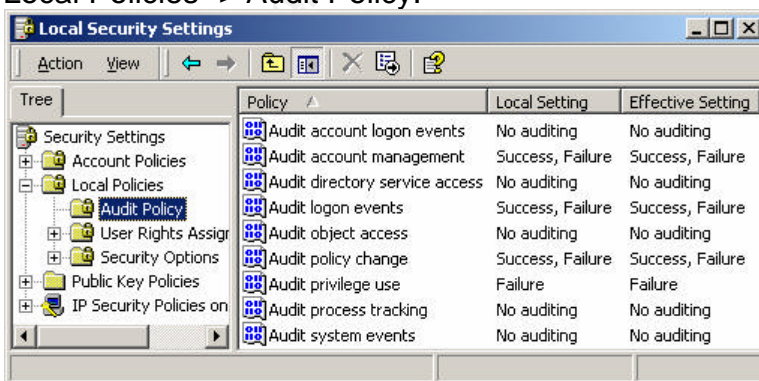 Local Policies -> Audit Policy.
Local Security Settings
Action View
Tree
Policy Local Setting Effective Setting
Security Settings
Account Policies
Local Policies
Audit Policy
User Rights Assigr
Security Options
Public Key Policies
IP Security Policies on
Audit account logon events No auditing No auditing
Audit account management Success, Failure Success, Failure
Audit directory service access No auditing No auditing
Audit logon events Success, Failure Success, Failure
Audit object access No auditing No auditing
Audit policy change Success, Failure Success, Failure
Audit privilege use Failure Failure
Audit process tracking No auditing No auditing
Audit system events No auditing No auditing